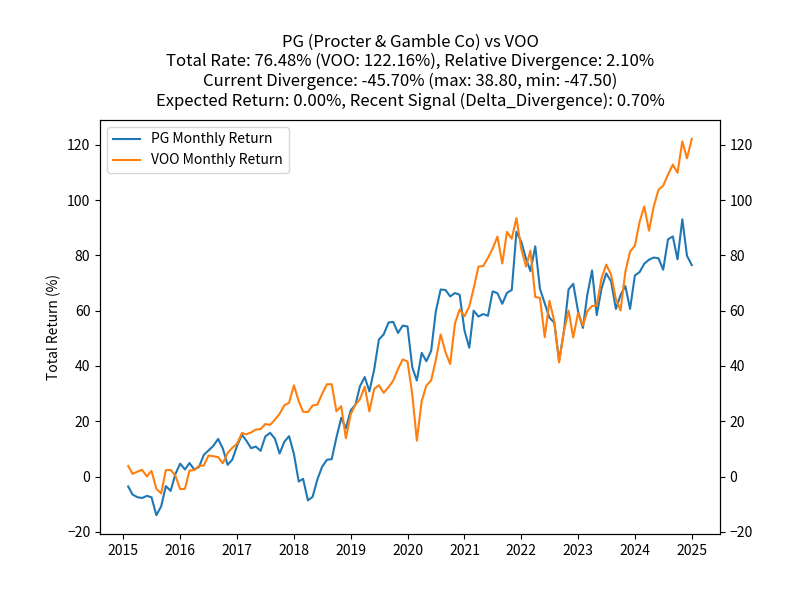 PG (Procter & Gamble Co) vs VOO
Total Rate: 76.48% (VOO: 122.16%), Relative Divergence: 2.10%
Current Divergence: -45.70% (max: 38.80, min: -47.50)
Expected Return: 0.00%, Recent Signal (Delta_Divergence): 0.70%
PG Monthly Return
VOO Monthly Return
Total Return (%)
120
100
80
60
40
20
0
−20
120
100
80
60
40
20
0
−20
2015 2016 2017 2018 2019 2020 2021 2022 2023 2024 2025